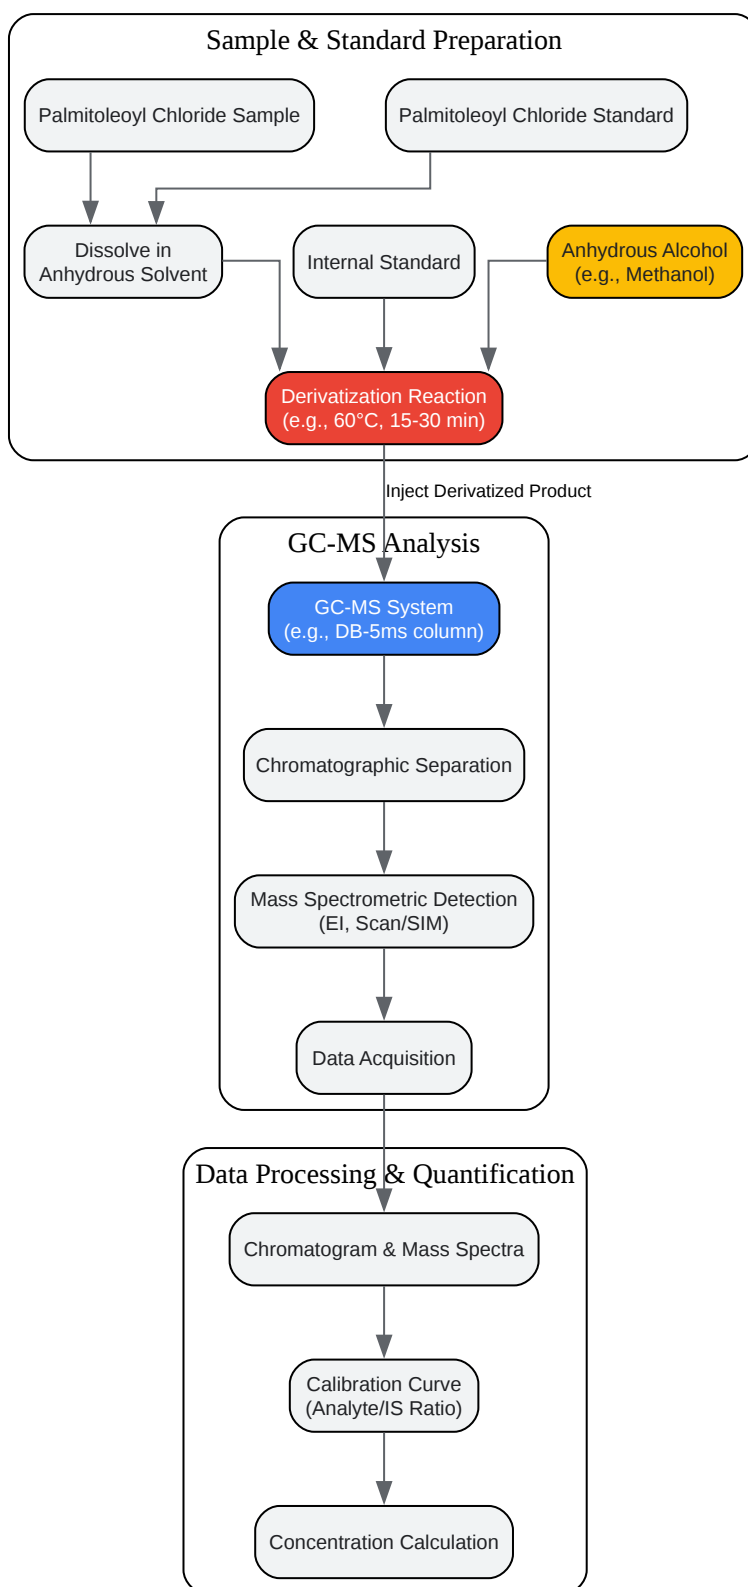 Sample & Standard Preparation
Palmitoleoyl Chloride Sample
Palmitoleoyl Chloride Standard
Dissolve in
Anhydrous Solvent
Internal Standard
Anhydrous Alcohol
(e.g., Methanol)
Derivatization Reaction
(e.g., 60°C, 15-30 min)
Inject Derivatized Product
GC-MS Analysis
GC-MS System
(e.g., DB-5ms column)
Chromatographic Separation
Mass Spectrometric Detection
(EI, Scan/SIM)
Data Acquisition
Data Processing & Quantification
Chromatogram & Mass Spectra
Calibration Curve
(Analyte/IS Ratio)
Concentration Calculation